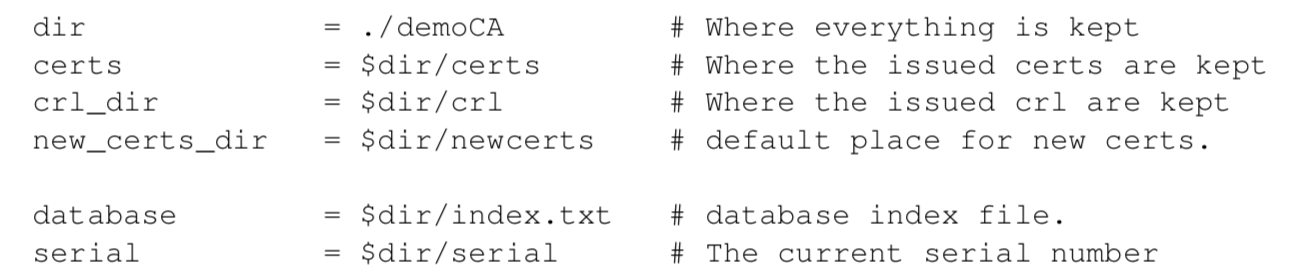 dir = ./demoCA # Where everything is kept
certs = $dir/certs # Where the issued certs are kept
crl_dir = $dir/crl # Where the issued crl are kept
new_certs_dir = $dir/newcerts # default place for new certs.
database = $dir/index.txt # database index file.
serial = $dir/serial # The current serial number